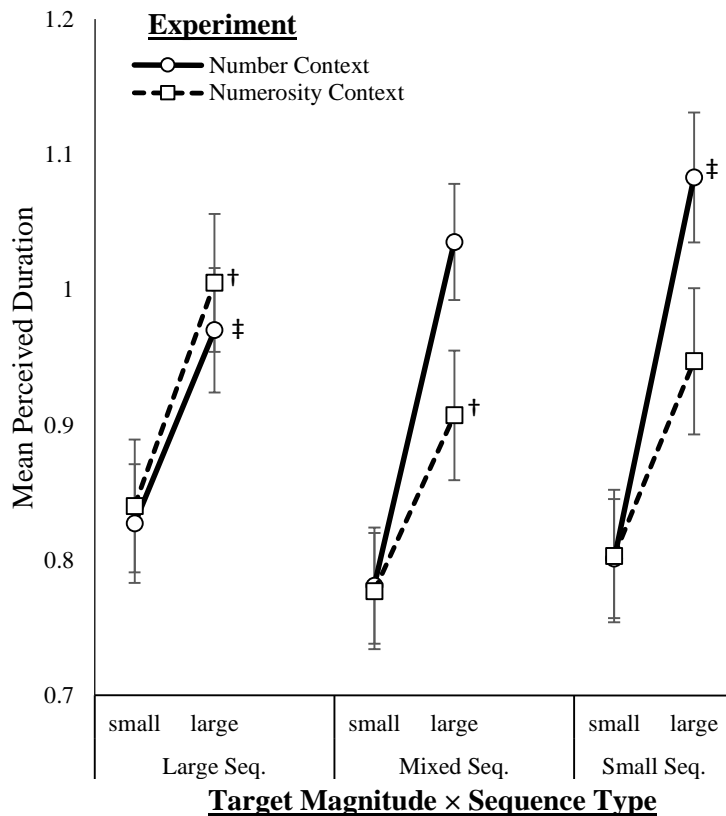 Experiment
Number Context
Numerosity Context
1.2
1.1
1
0.9
0.8
0.7
Mean Perceived Duration
†
‡
†
‡
small large small large small large
Large Seq. Mixed Seq. Small Seq.
Target Magnitude × Sequence Type